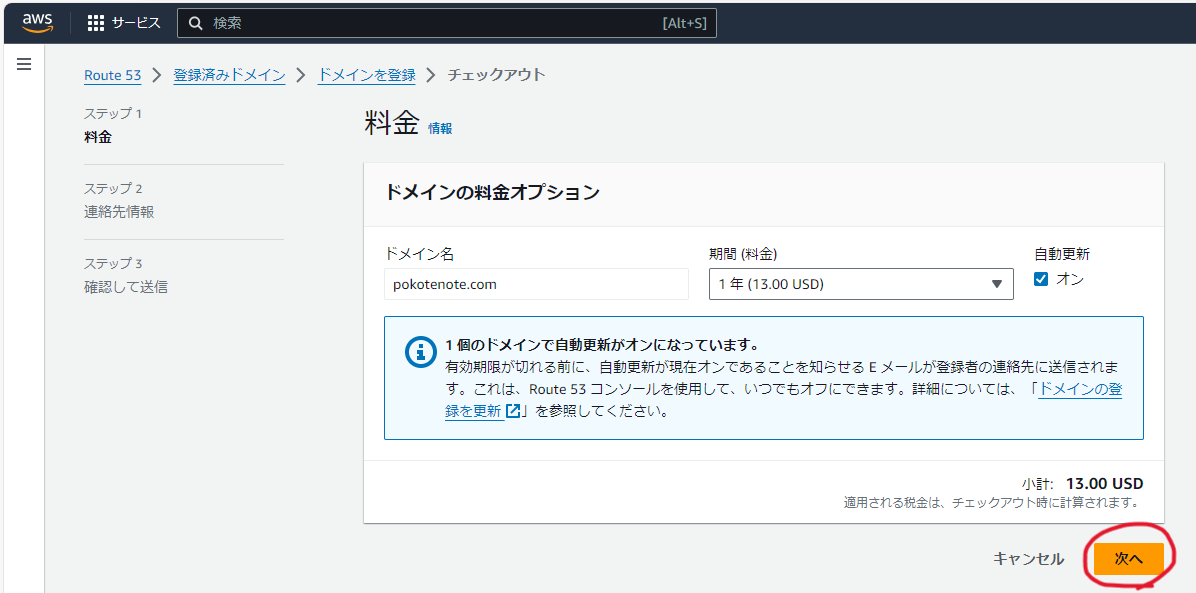 aws サービス 検索 [Alt+S]
Route 53 登録済みドメイン ドメインを登録 チェックアウト
ステップ 1
料金
ステップ 2
連絡先情報
ステップ 3
確認して送信
料金 情報
ドメインの料金オプション
ドメイン名
pokotenote.com
期間 (料金)
1 年 (13.00 USD)
自動更新
オン
1 個のドメインで自動更新がオンになっています。
有効期限が切れる前に、自動更新が現在オンであることを知らせる E メールが登録者の連絡先に送信されま
す。これは、Route 53 コンソールを使用して、いつでもオフにできます。詳細については、「ドメインの登
録を更新」を参照してください。
小計: 13.00 USD
適用される税金は、チェックアウト時に計算されます。
キャンセル 次へ